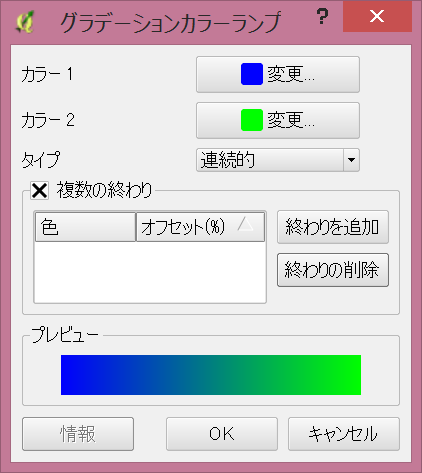 グラデーションカラーランプ ?
カラー 1 変更...
カラー 2 変更...
タイプ 連続的
複数の終わり
色 オフセット(%) 終わりを追加
終わりの削除
プレビュー
情報 OK キャンセル